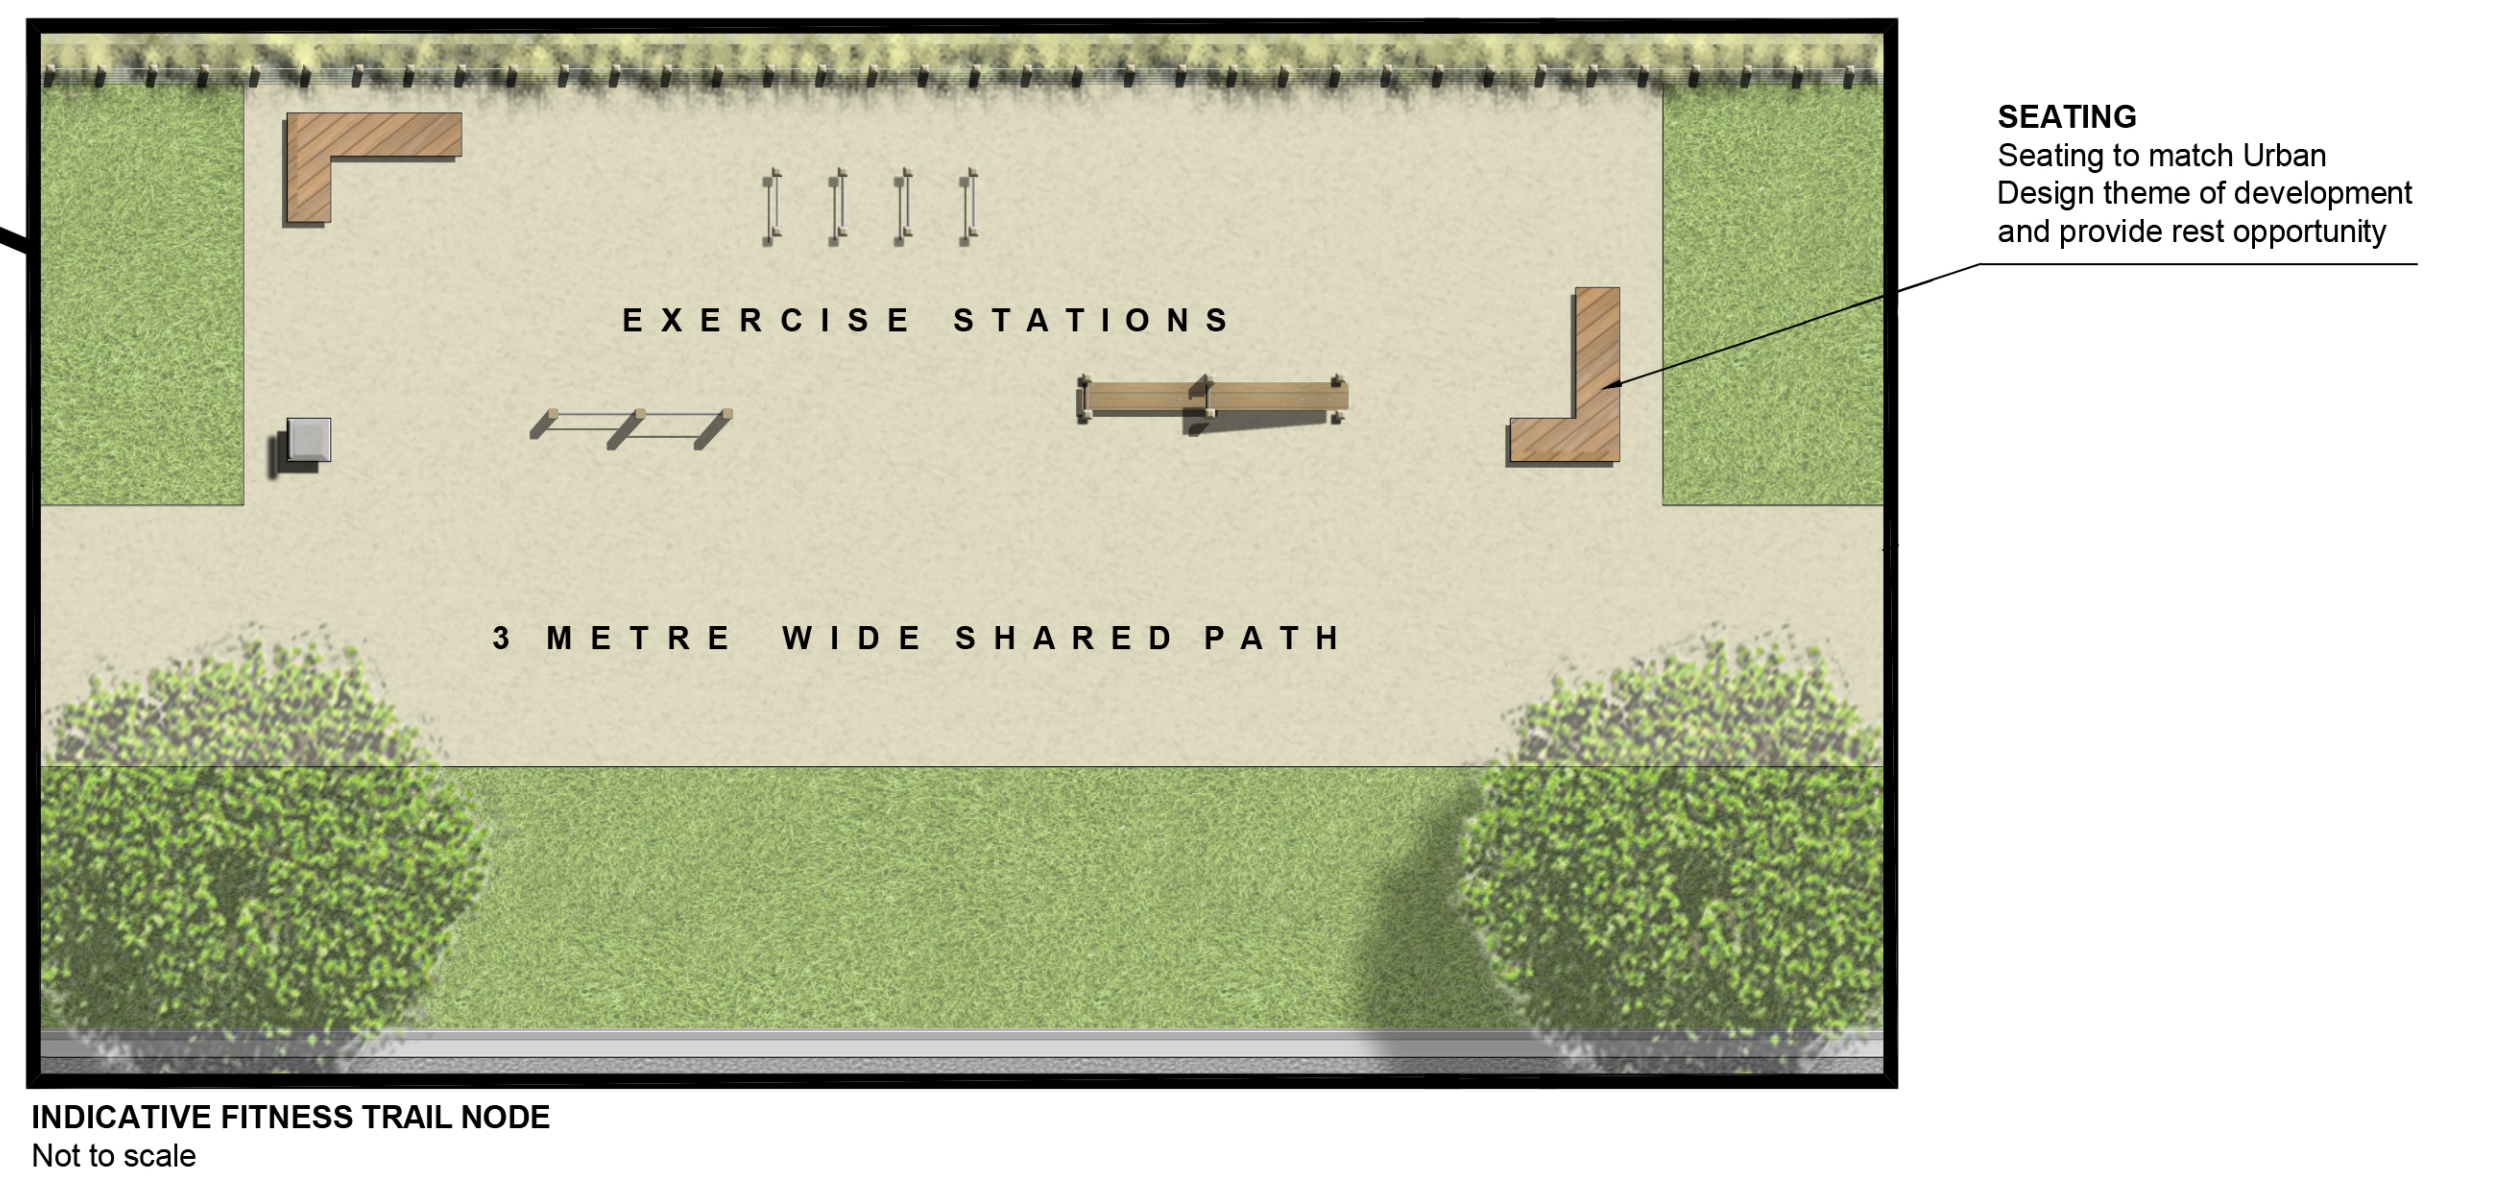 SEATING
Seating to match Urban
Design theme of development
and provide rest opportunity
EXERCISE STATIONS
3 METRE WIDE SHARED PATH
INDICATIVE FITNESS TRAIL NODE
Not to scale